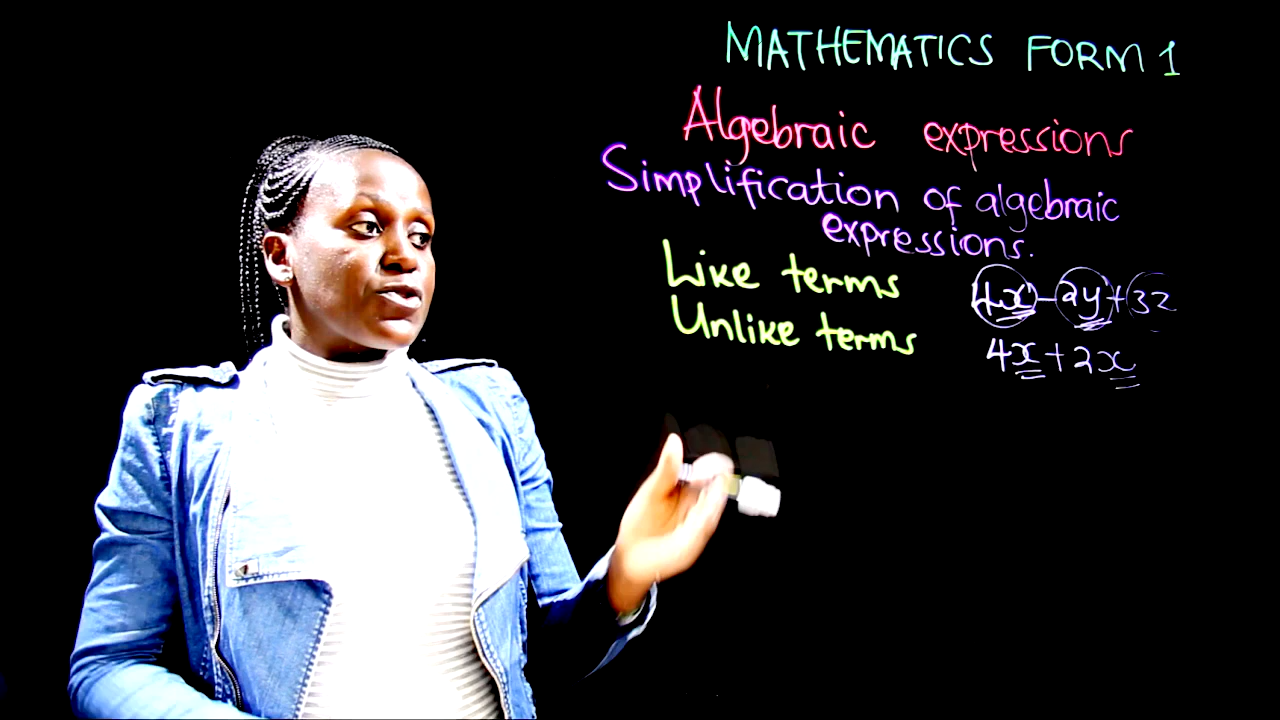 MATHEMATICS FORM 1
Algebraic expressions
Simplification of algebraic
expressions.
Like terms
Unlike terms
4x - 2y + 3z
4x + 2x